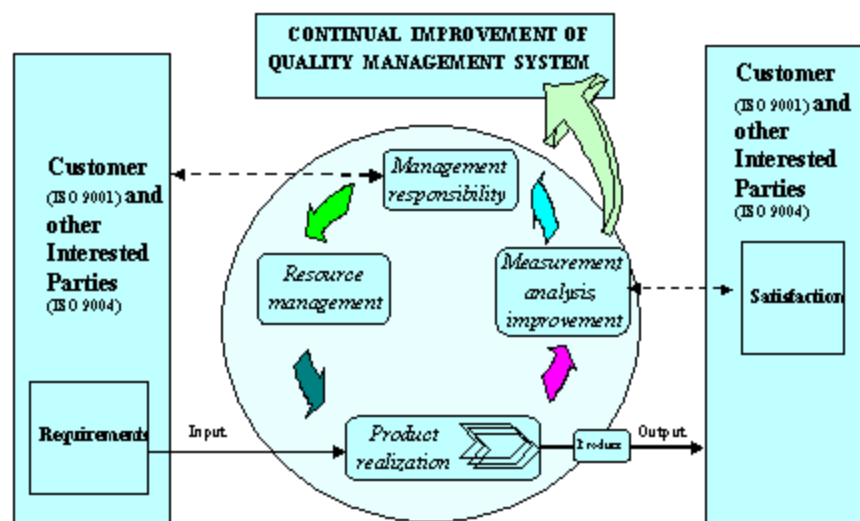 CONTINUAL IMPROVEMENT OF
QUALITY MANAGEMENT SYSTEM
Customer
(ISO 9001) and
other
Interested
Parties
(ISO 9004)
Requirements
Input
Management
responsibility
Resource
management
Measurement
analysis,
improvement
Product
realization
Product
Output
Customer
(ISO 9001) and
other
Interested
Parties
(ISO 9004)
Satisfaction